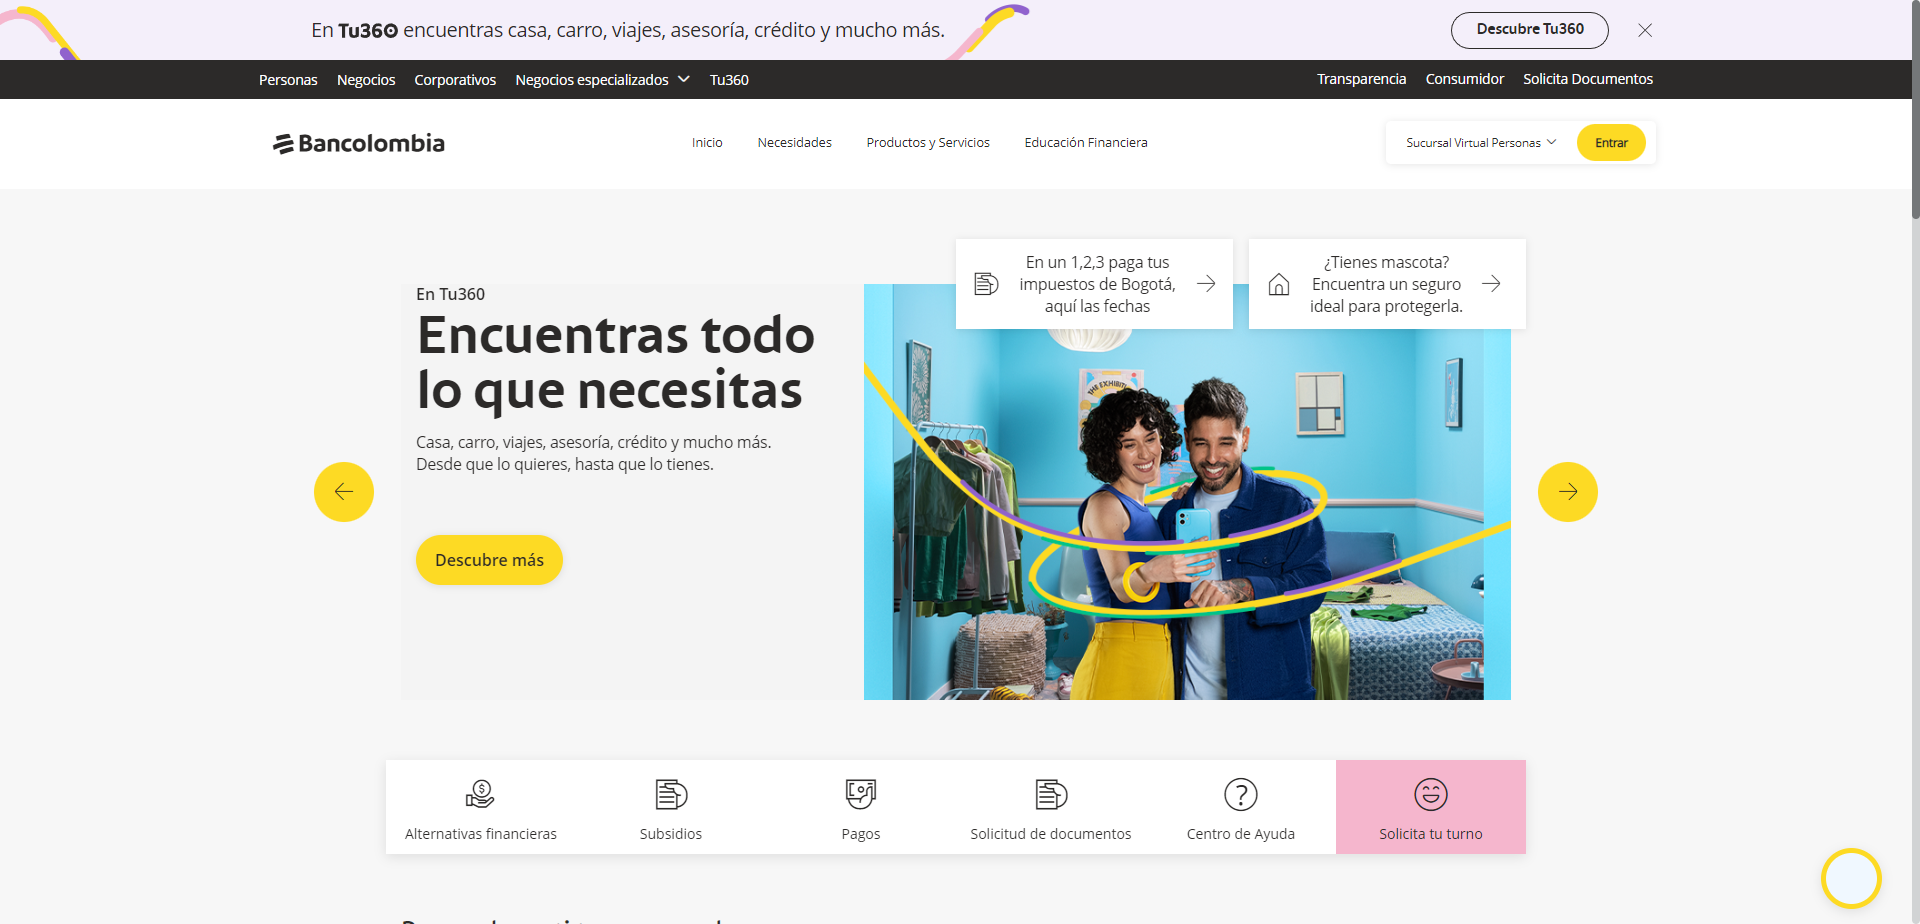 En Tu360 encuentras casa, carro, viajes, asesoría, crédito y mucho más.
Descubre Tu360
Personas
Negocios
Corporativos
Negocios especializados
Tu360
Transparencia
Consumidor
Solicita Documentos
Bancolombia
Inicio
Necesidades
Productos y Servicios
Educación Financiera
Sucursal Virtual Personas
Entrar
En un 1,2,3 paga tus
impuestos de Bogotá,
aquí las fechas
¿Tienes mascota?
Encuentra un seguro
ideal para protegerla.
En Tu360
Encuentras todo
lo que necesitas
Casa, carro, viajes, asesoría, crédito y mucho más.
Desde que lo quieres, hasta que lo tienes.
Descubre más
THE EXHIBIT
Alternativas financieras
Subsidios
Pagos
Solicitud de documentos
Centro de Ayuda
Solicita tu turno